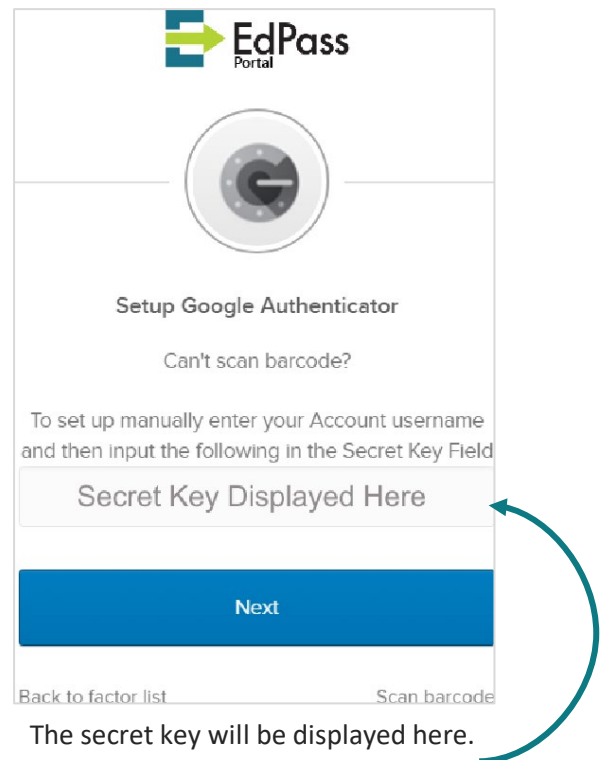 EdPass
Portal
Setup Google Authenticator
Can't scan barcode?
To set up manually enter your Account username
and then input the following in the Secret Key Field
Secret Key Displayed Here
Next
Back to factor list Scan barcode
The secret key will be displayed here.